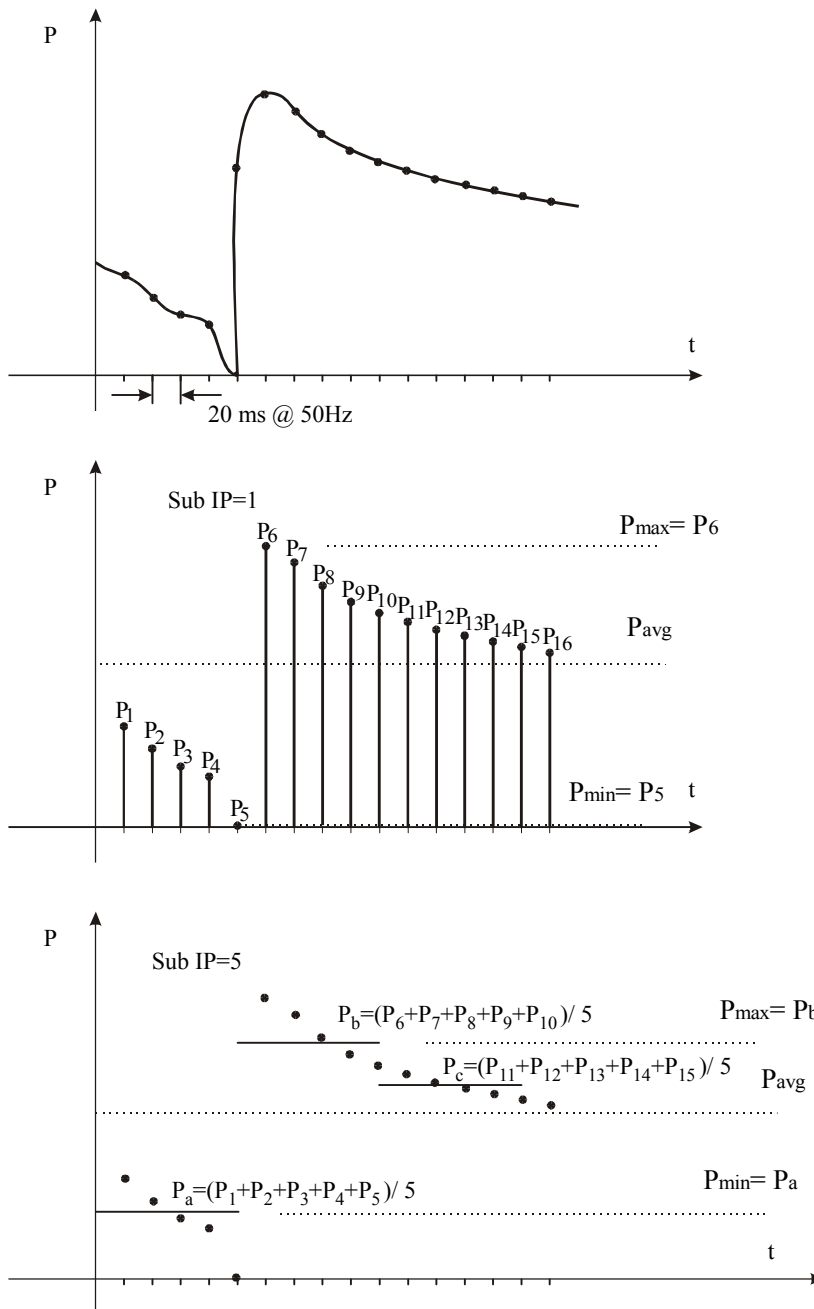 P
t
20 ms @ 50Hz
P
Sub IP=1
Pmax= P6
P6
P7
P8
P9
P10
P11
P12
P13
P14
P15
P16
Pavg
P1
P2
P3
P4
P5
Pmin= P5
t
P
Sub IP=5
Pb=(P6+P7+P8+P9+P10)/ 5
Pmax= Pb
Pc=(P11+P12+P13+P14+P15)/ 5
Pavg
Pa=(P1+P2+P3+P4+P5)/ 5
Pmin= Pa
t